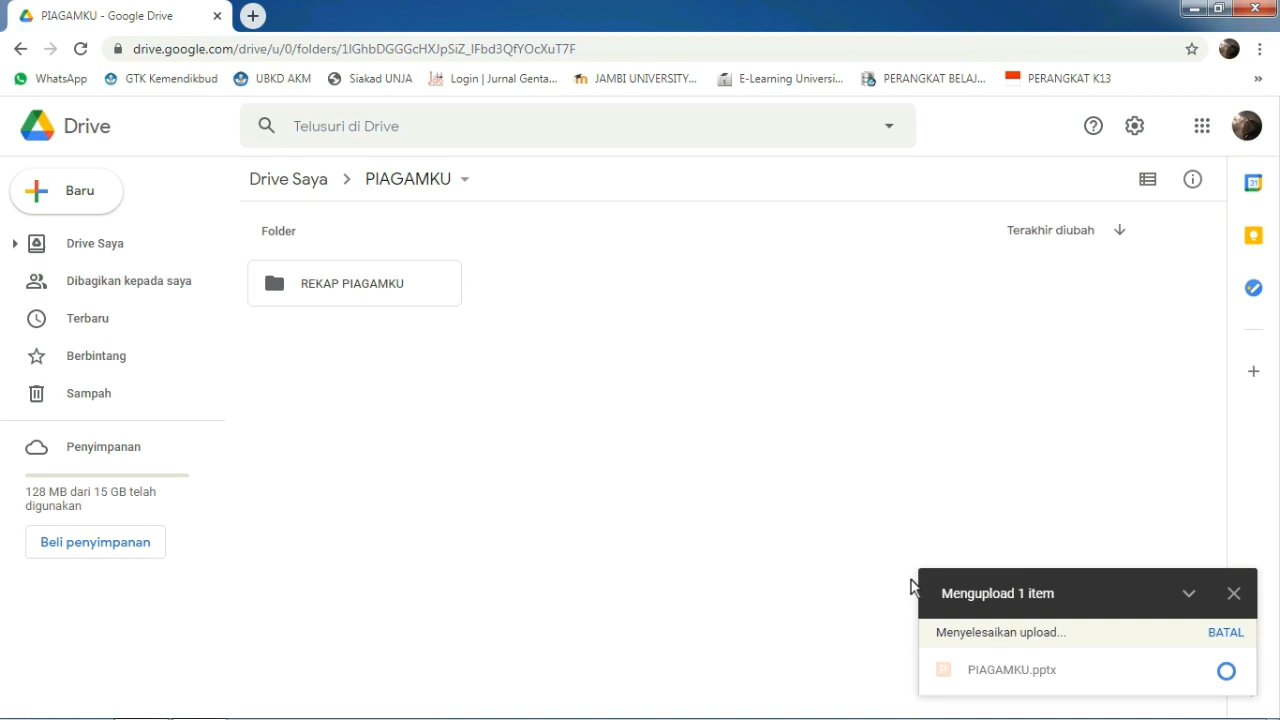 PIAGAMKU - Google Drive
drive.google.com/drive/u/0/folders/1lGhbDGGGcHXJpSiZ_lFbd3QfYOcXuT7F
WhatsApp
GTK Kemendikbud
UBKD AKM
Siakad UNJA
Login | Jurnal Genta...
JAMBI UNIVERSITY...
E-Learning Universi...
PERANGKAT BELAJ...
PERANGKAT K13
»
Drive
Telusuri di Drive
Baru
Drive Saya
Dibagikan kepada saya
Terbaru
Berbintang
Sampah
Penyimpanan
128 MB dari 15 GB telah
digunakan
Beli penyimpanan
Drive Saya > PIAGAMKU
Folder
Terakhir diubah
REKAP PIAGAMKU
31
Mengupload 1 item
Menyelesaikan upload...
BATAL
P
PIAGAMKU.pptx